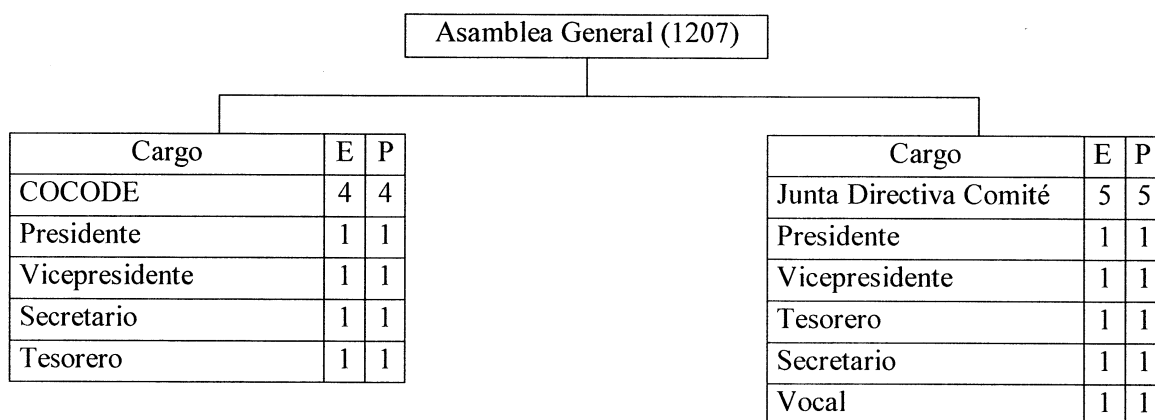 Asamblea General (1207)
Cargo E P
COCODE 4 4
Presidente 1 1
Vicepresidente 1 1
Secretario 1 1
Tesorero 1 1
Cargo E P
Junta Directiva Comité 5 5
Presidente 1 1
Vicepresidente 1 1
Tesorero 1 1
Secretario 1 1
Vocal 1 1